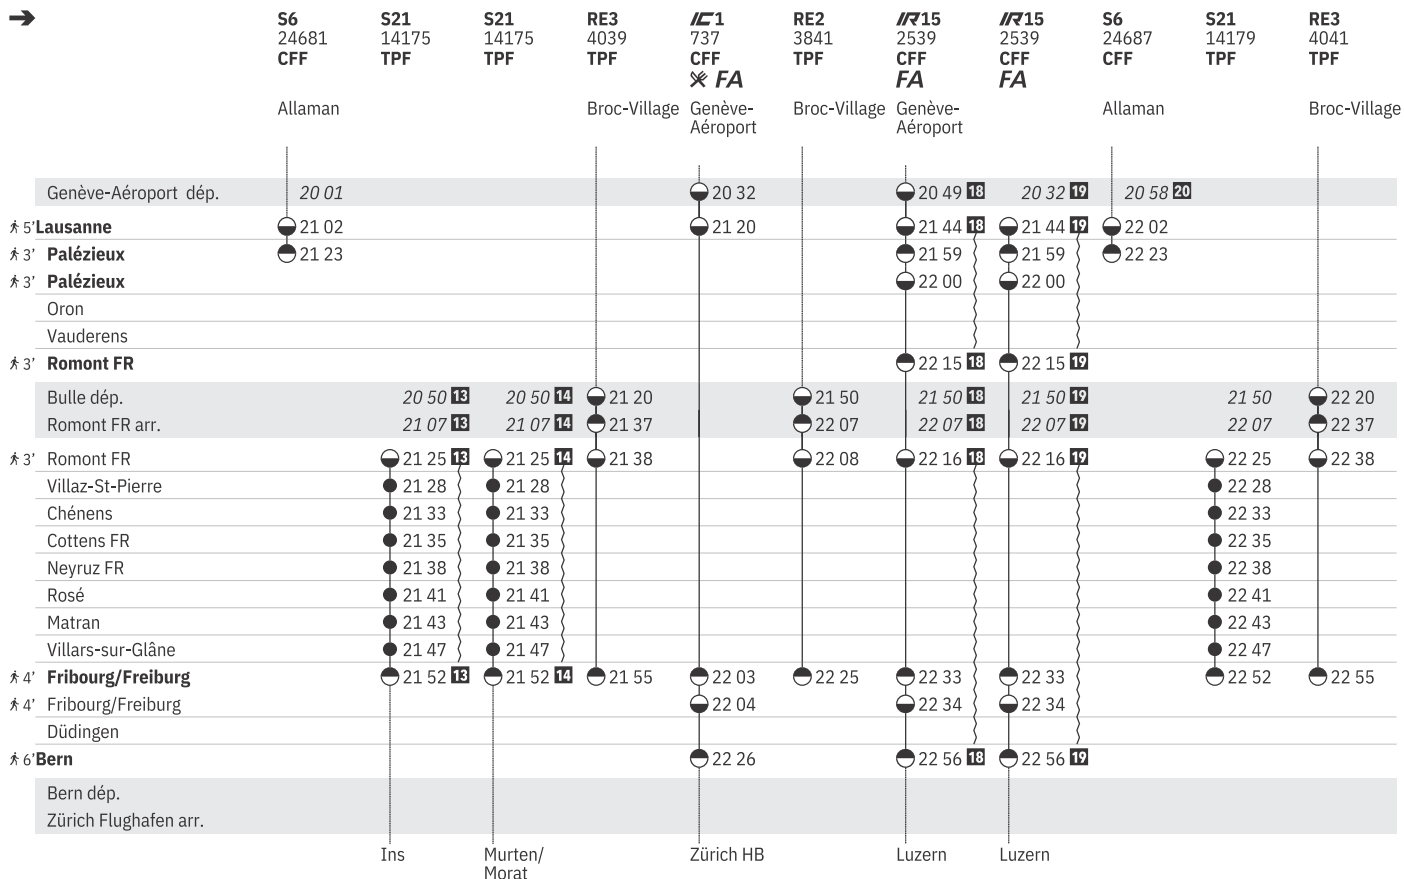 S6 S21 S21 RE3 IC1 RE2 IR15 IR15 S6 S21 RE3
24681 14175 14175 4039 737 3841 2539 2539 24687 14179 4041
CFF TPF TPF TPF CFF TPF CFF CFF CFF TPF TPF
FA FA FA
Allaman Broc-Village Genève-Aéroport Broc-Village Genève-Aéroport Allaman Broc-Village
Genève-Aéroport dép. 20 01 20 32 20 49 18 20 32 19 20 58 20
5' Lausanne 21 02 21 20 21 44 18 21 44 19 22 02
3' Palézieux 21 23 21 59 21 59 22 23
3' Palézieux 22 00 22 00
Oron
Vauderens
3' Romont FR 22 15 18 22 15 19
Bulle dép. 20 50 13 20 50 14 21 20 21 50 21 50 18 21 50 19 21 50 22 20
Romont FR arr. 21 07 13 21 07 14 21 37 22 07 22 07 18 22 07 19 22 07 22 37
3' Romont FR 21 25 13 21 25 14 21 38 22 08 22 16 18 22 16 19 22 25 22 38
Villaz-St-Pierre 21 28 21 28 22 28
Chénens 21 33 21 33 22 33
Cottens FR 21 35 21 35 22 35
Neyruz FR 21 38 21 38 22 38
Rosé 21 41 21 41 22 41
Matran 21 43 21 43 22 43
Villars-sur-Glâne 21 47 21 47 22 47
4' Fribourg/Freiburg 21 52 13 21 52 14 21 55 22 03 22 25 22 33 22 33 22 52 22 55
4' Fribourg/Freiburg 22 04 22 34 22 34
Düdingen
6' Bern 22 26 22 56 18 22 56 19
Bern dép.
Zürich Flughafen arr.
Ins Murten/ Zürich HB Luzern Luzern
Morat